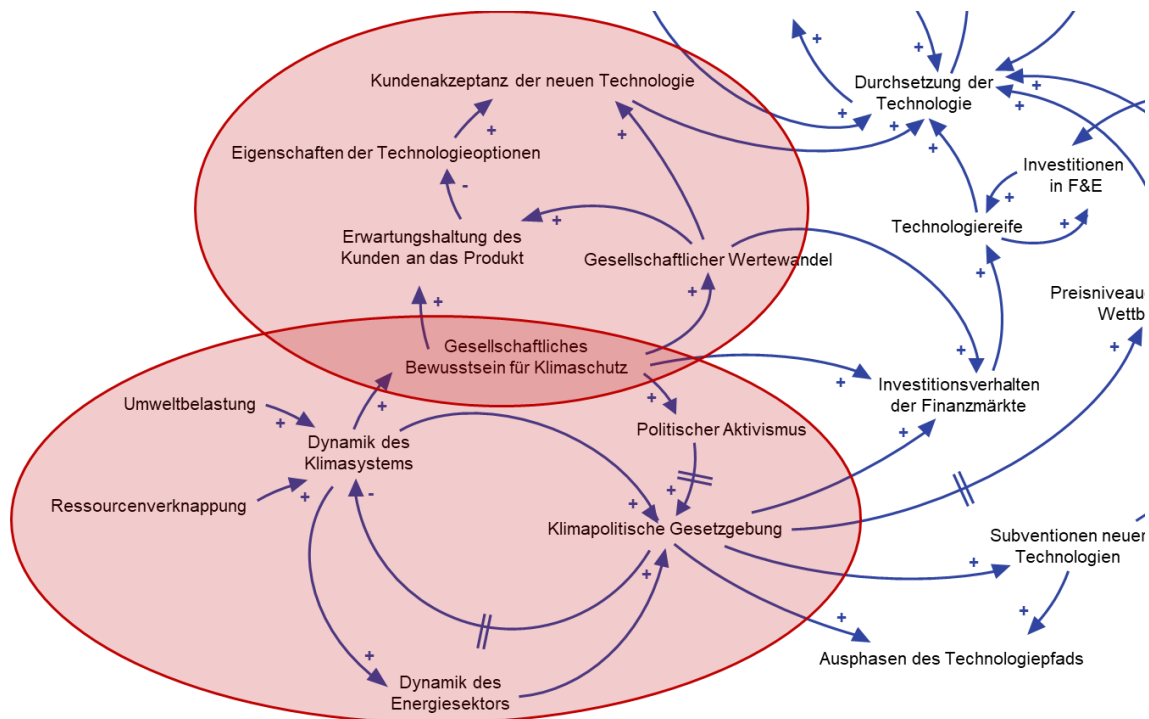 Kundenakzeptanz der neuen Technologie
Durchsetzung der
Technologie
Eigenschaften der Technologieoptionen
Investitionen
in F&E
Technologiereife
Erwartungshaltung des
Kunden an das Produkt
Gesellschaftlicher Wertewandel
Preisniveau
Wettb
Gesellschaftliches
Bewusstsein für Klimaschutz
Investitionsverhalten
der Finanzmärkte
Umweltbelastung
Politischer Aktivismus
Dynamik des
Klimasystems
Ressourcenverknappung
Klimapolitische Gesetzgebung
Subventionen neuer
Technologien
Ausphasen des Technologiepfads
Dynamik des
Energiesektors